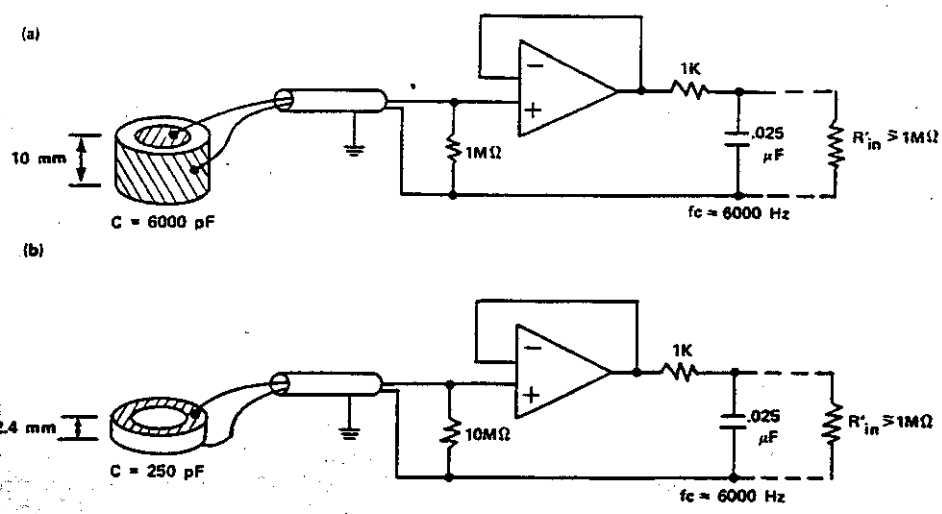 (a)
10 mm
C = 6000 pF
−
+
1MΩ
1K
.025
μF
R'in ≥ 1MΩ
fc = 6000 Hz
(b)
2.4 mm
C = 250 pF
−
+
10MΩ
1K
.025
μF
R'in ≥ 1MΩ
fc ≈ 6000 Hz